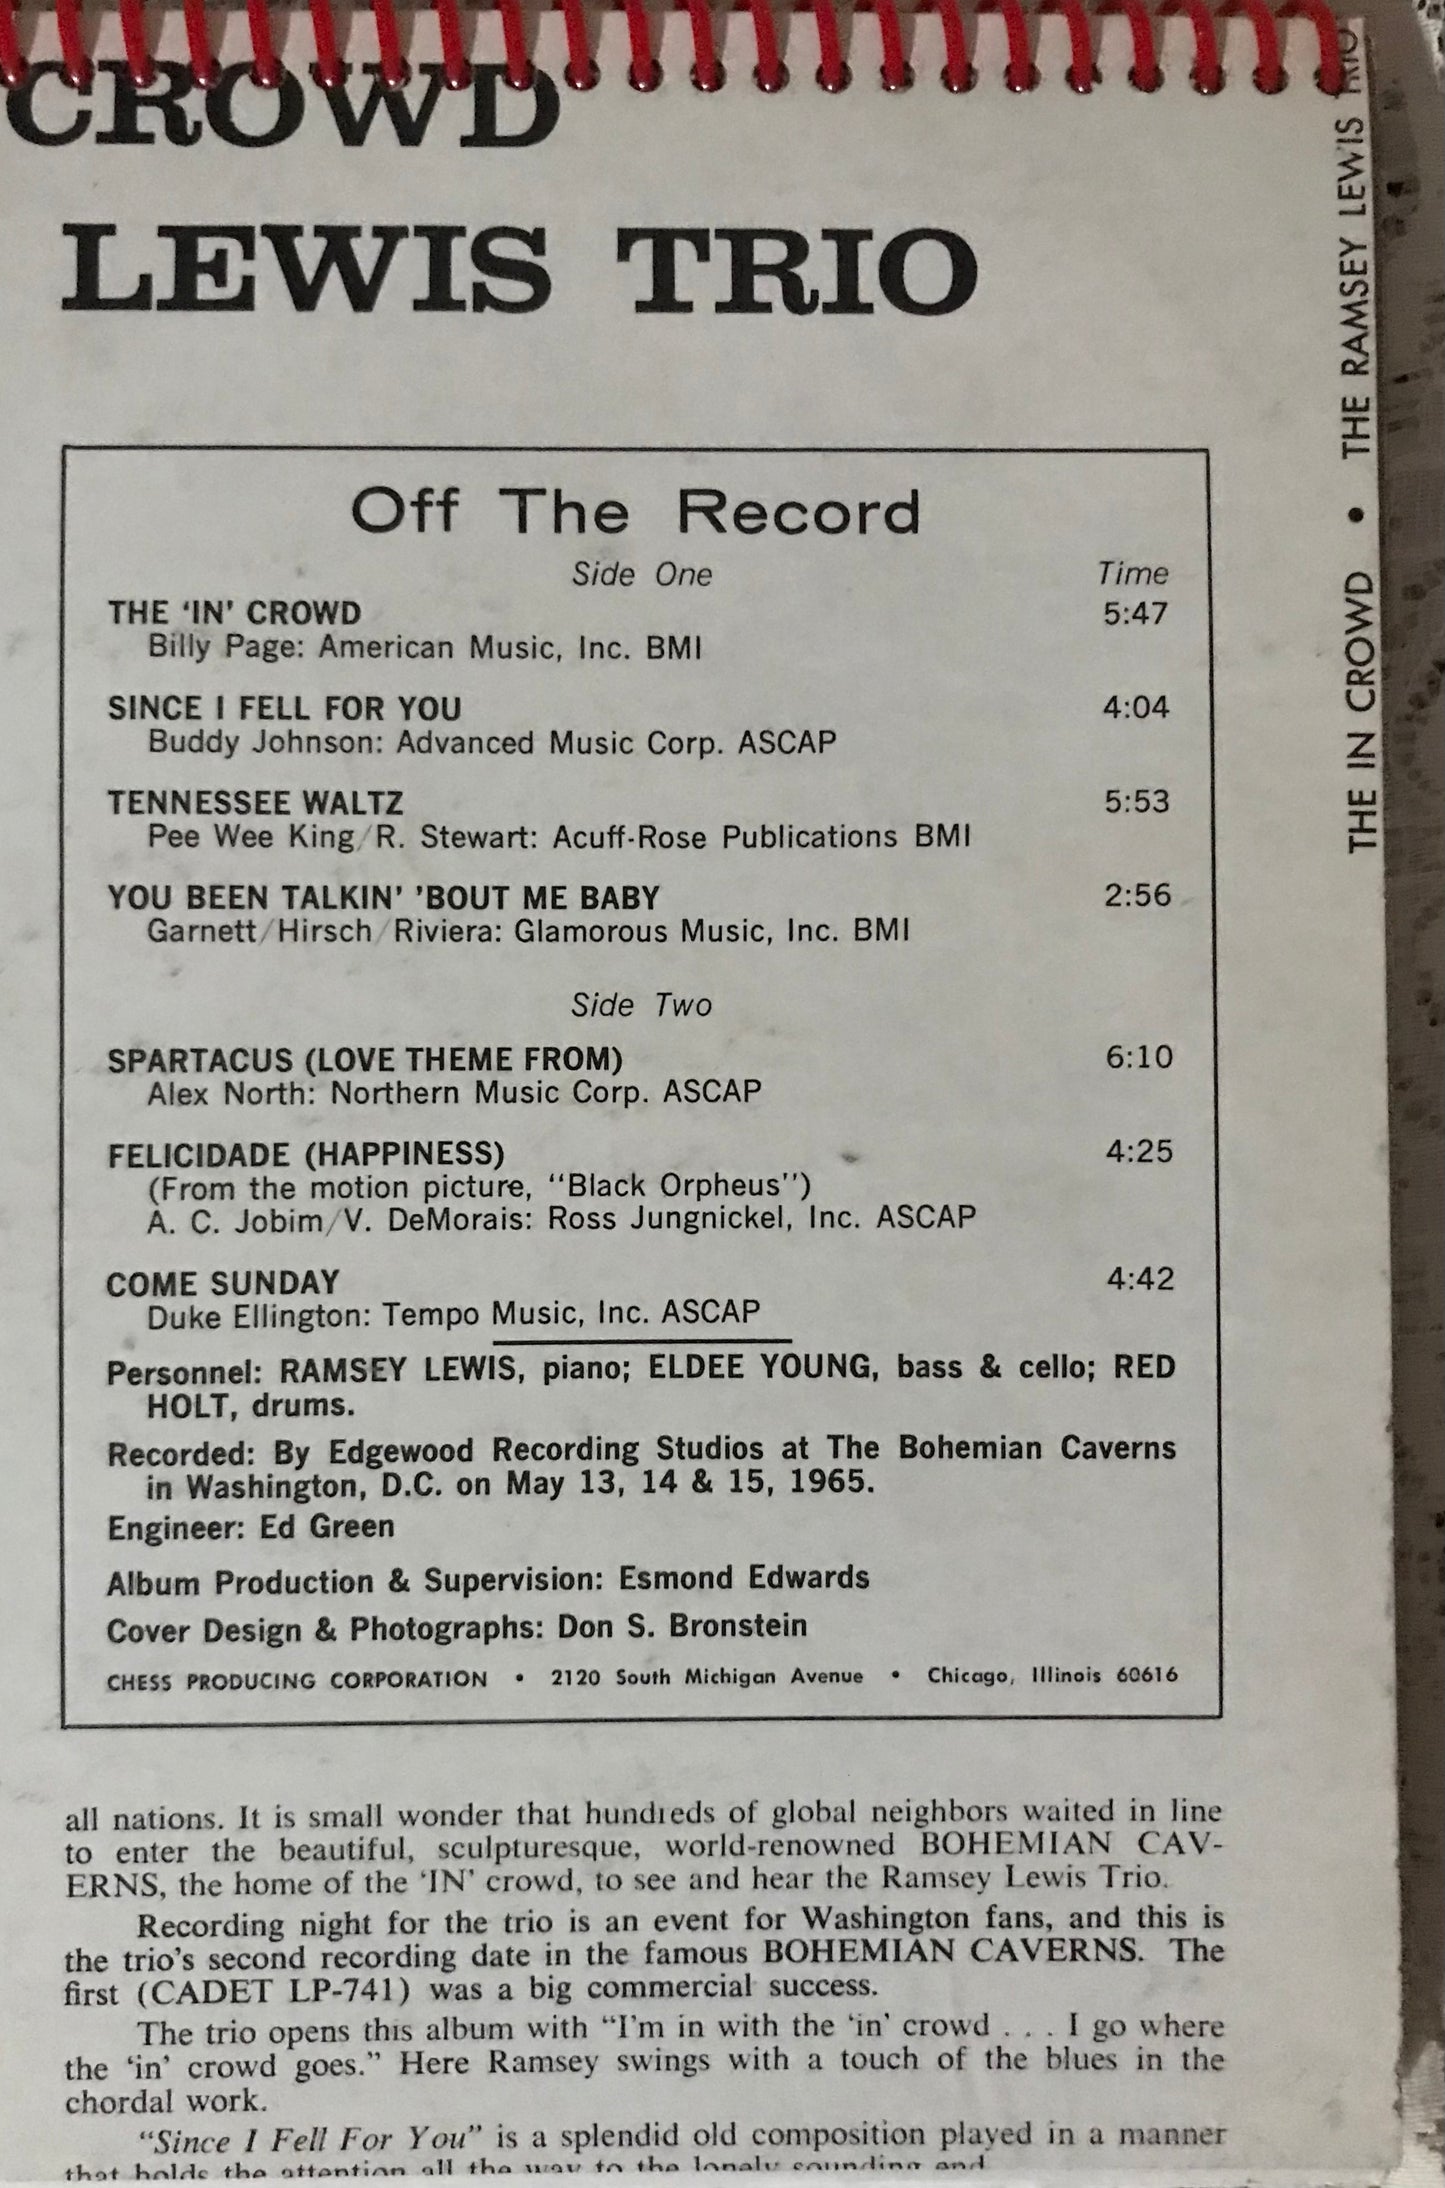 CROWD
LEWIS TRIO
Off The Record
Side One Time
THE ‘IN’ CROWD 5:47
Billy Page: American Music, Inc. BMI
SINCE I FELL FOR YOU 4:04
Buddy Johnson: Advanced Music Corp. ASCAP
TENNESSEE WALTZ 5:53
Pee Wee King/R. Stewart: Acuff-Rose Publications BMI
YOU BEEN TALKIN’ ’BOUT ME BABY 2:56
Garnett/Hirsch/Riviera: Glamorous Music, Inc. BMI
Side Two
SPARTACUS (LOVE THEME FROM) 6:10
Alex North: Northern Music Corp. ASCAP
FELICIDADE (HAPPINESS) 4:25
(From the motion picture, “Black Orpheus”)
A. C. Jobim/V. DeMorais: Ross Jungnickel, Inc. ASCAP
COME SUNDAY 4:42
Duke Ellington: Tempo Music, Inc. ASCAP
Personnel: RAMSEY LEWIS, piano; ELDEE YOUNG, bass & cello; RED
HOLT, drums.
Recorded: By Edgewood Recording Studios at The Bohemian Caverns
in Washington, D.C. on May 13, 14 & 15, 1965.
Engineer: Ed Green
Album Production & Supervision: Esmond Edwards
Cover Design & Photographs: Don S. Bronstein
CHESS PRODUCING CORPORATION • 2120 South Michigan Avenue • Chicago, Illinois 60616
all nations. It is small wonder that hundreds of global neighbors waited in line
to enter the beautiful, sculpturesque, world-renowned BOHEMIAN CAV-
ERNS, the home of the ‘IN’ crowd, to see and hear the Ramsey Lewis Trio.
Recording night for the trio is an event for Washington fans, and this is
the trio’s second recording date in the famous BOHEMIAN CAVERNS. The
first (CADET LP-741) was a big commercial success.
The trio opens this album with “I’m in with the ‘in’ crowd . . . I go where
the ‘in’ crowd goes.” Here Ramsey swings with a touch of the blues in the
chordal work.
“Since I Fell For You” is a splendid old composition played in a manner
that holds the attention all the way to the lonely sounding end
THE IN CROWD • THE RAMSEY LEWIS TRIO